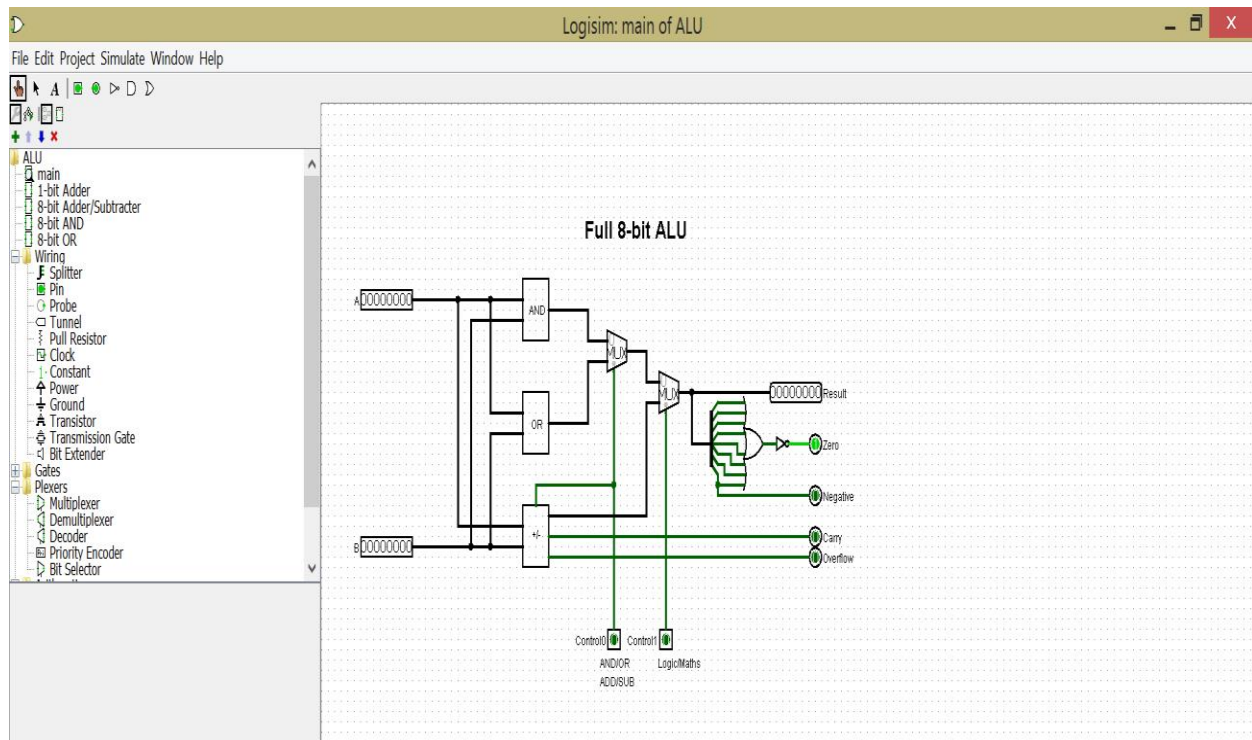 Logisim: main of ALU
X
File Edit Project Simulate Window Help
A
ALU
main
1-bit Adder
8-bit Adder/Subtracter
8-bit AND
8-bit OR
Wiring
Splitter
Pin
Probe
Tunnel
Pull Resistor
Clock
Constant
Power
Ground
Transistor
Transmission Gate
Bit Extender
Gates
Plexers
Multiplexer
Demultiplexer
Decoder
Priority Encoder
Bit Selector
Full 8-bit ALU
A 00000000
AND
MUX
MUX
00000000 Result
OR
Zero
Negative
+/-
Carry
B 00000000
Overflow
Control0 Control1
AND/OR Logic/Maths
ADD/SUB